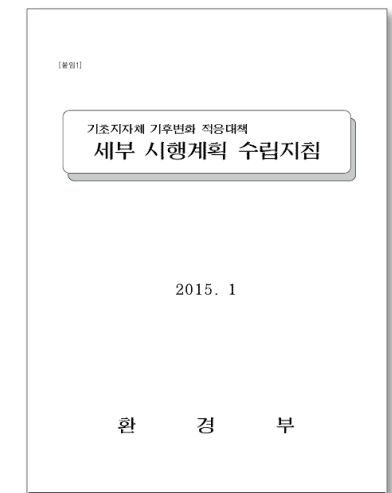 [붙임1]
기초지자체 기후변화 적응대책
세부 시행계획 수립지침
2015. 1
환 경 부